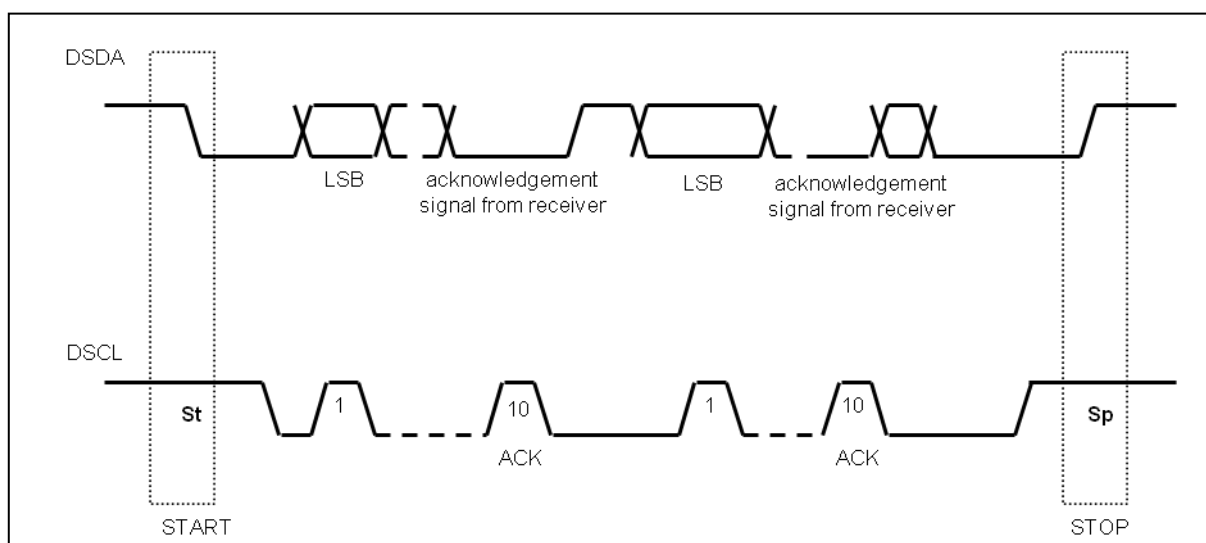 DSDA
LSB
acknowledgement
signal from receiver
LSB
acknowledgement
signal from receiver
DSCL
St
1
10
1
10
Sp
ACK
ACK
START
STOP